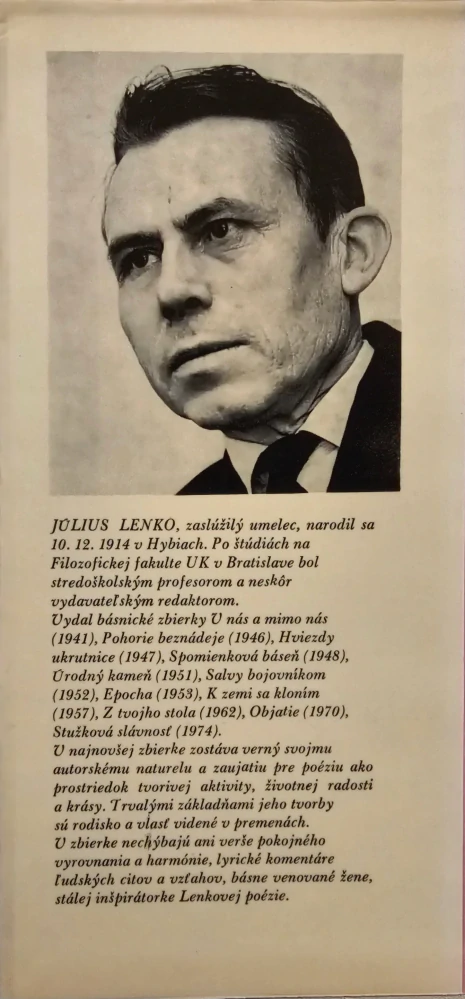 JÚLIUS LENKO, zaslúžilý umelec, narodil sa
10. 12. 1914 v Hybiach. Po štúdiách na
Filozofickej fakulte UK v Bratislave bol
stredoškolským profesorom a neskôr
vydavateľským redaktorom.
Vydal básnické zbierky U nás a mimo nás
(1941), Pohorie beznádeje (1946), Hviezdy
ukrutnice (1947), Spomienková báseň (1948),
Úrodný kameň (1951), Salvy bojovníkom
(1952), Epocha (1953), K zemi sa kloním
(1957), Z tvojho stola (1962), Objatie (1970),
Stužková slávnosť (1974).
V najnovšej zbierke zostáva verný svojmu
autorskému naturelu a zaujatiu pre poéziu ako
prostriedok tvorivej aktivity, životnej radosti
a krásy. Trvalými základňami jeho tvorby
sú rodisko a vlasť videné v premenách.
V zbierke nechýbajú ani verše pokojného
vyrovnania a harmónie, lyrické komentáre
ľudských citov a vzťahov, básne venované žene,
stálej inšpirátorke Lenkovej poézie.